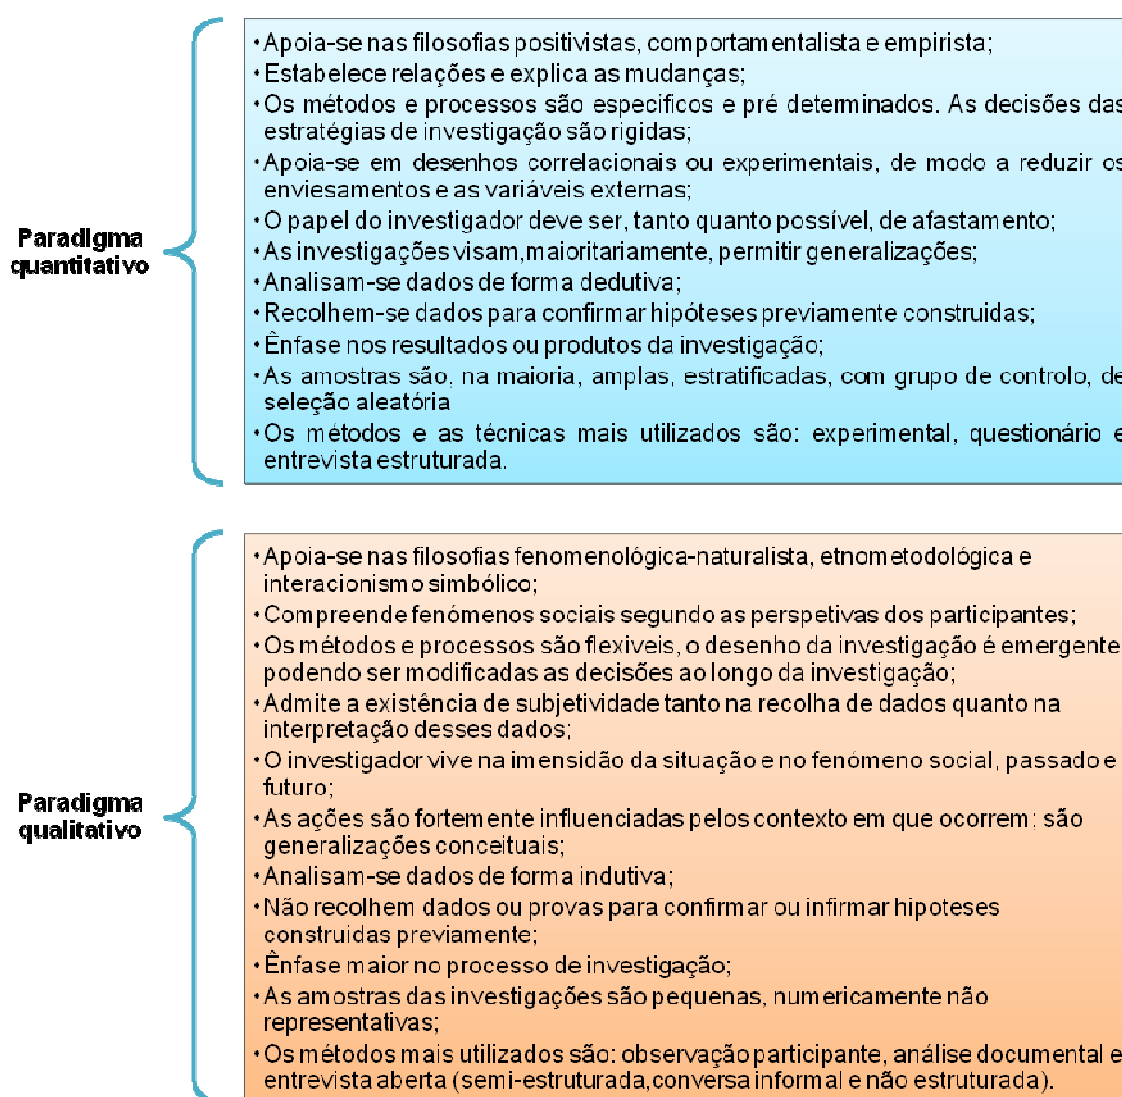 Paradigma
quantitativo
•Apoia-se nas filosofias positivistas, comportamentalista e empirista;
•Estabelece relações e explica as mudanças;
•Os métodos e processos são especificos e pré determinados. As decisões das
estratégias de investigação são rigidas;
•Apoia-se em desenhos correlacionais ou experimentais, de modo a reduzir os
enviesamentos e as variáveis externas;
•O papel do investigador deve ser, tanto quanto possível, de afastamento;
•As investigações visam,maioritariamente, permitir generalizações;
•Analisam-se dados de forma dedutiva;
•Recolhem-se dados para confirmar hipóteses previamente construidas;
•Ênfase nos resultados ou produtos da investigação;
•As amostras são, na maioria, amplas, estratificadas, com grupo de controlo, de
seleção aleatória
•Os métodos e as técnicas mais utilizados são: experimental, questionário e
entrevista estruturada.
Paradigma
qualitativo
•Apoia-se nas filosofias fenomenológica-naturalista, etnometodológica e
interacionismo simbólico;
•Compreende fenómenos sociais segundo as perspetivas dos participantes;
•Os métodos e processos são flexiveis, o desenho da investigação é emergente
podendo ser modificadas as decisões ao longo da investigação;
•Admite a existência de subjetividade tanto na recolha de dados quanto na
interpretação desses dados;
•O investigador vive na imensidão da situação e no fenómeno social, passado e
futuro;
•As ações são fortemente influenciadas pelos contexto em que ocorrem; são
generalizações conceituais;
•Analisam-se dados de forma indutiva;
•Não recolhem dados ou provas para confirmar ou infirmar hipoteses
construidas previamente;
•Ênfase maior no processo de investigação;
•As amostras das investigações são pequenas, numericamente não
representativas;
•Os métodos mais utilizados são: observação participante, análise documental e
entrevista aberta (semi-estruturada,conversa informal e não estruturada).